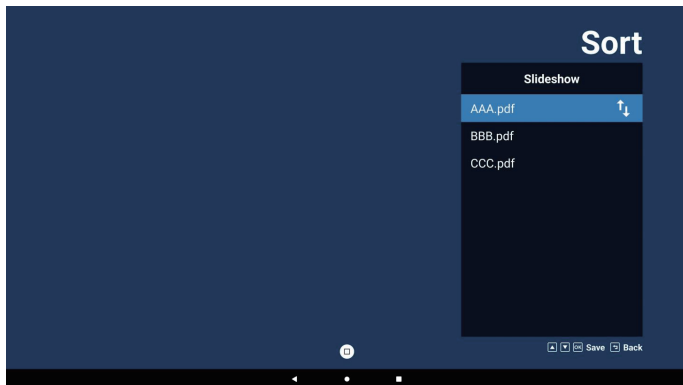 Sort
Slideshow
AAA.pdf
BBB.pdf
CCC.pdf
OK Save Back